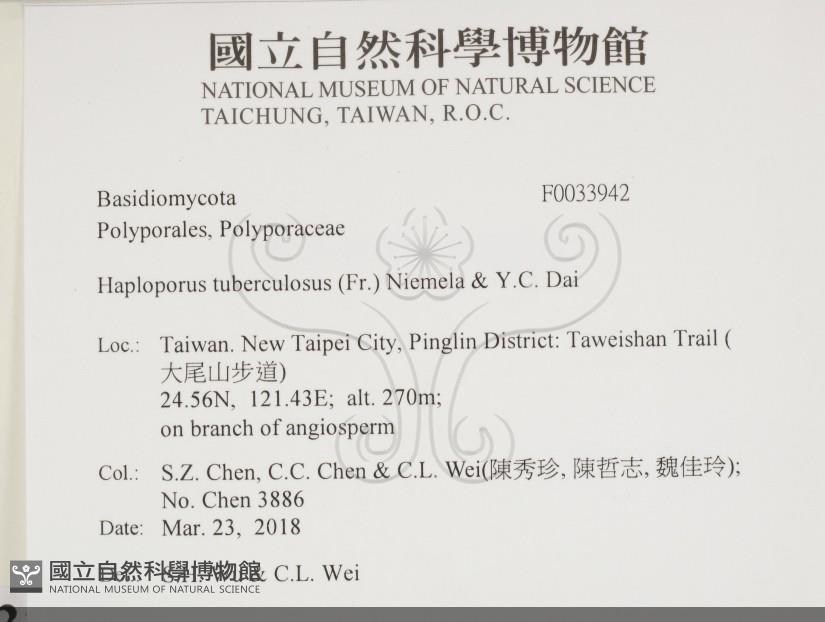 國立自然科學博物館
NATIONAL MUSEUM OF NATURAL SCIENCE
TAICHUNG, TAIWAN, R.O.C.
Basidiomycota F0033942
Polyporales, Polyporaceae
Haploporus tuberculosus (Fr.) Niemela & Y.C. Dai
Loc.: Taiwan. New Taipei City, Pinglin District: Taweishan Trail (
大尾山步道)
24.56N, 121.43E; alt. 270m;
on branch of angiosperm
Col.: S.Z. Chen, C.C. Chen & C.L. Wei(陳秀珍, 陳哲志, 魏佳玲);
No. Chen 3886
Date: Mar. 23, 2018
& C.L. Wei
國立自然科學博物館
NATIONAL MUSEUM OF NATURAL SCIENCE